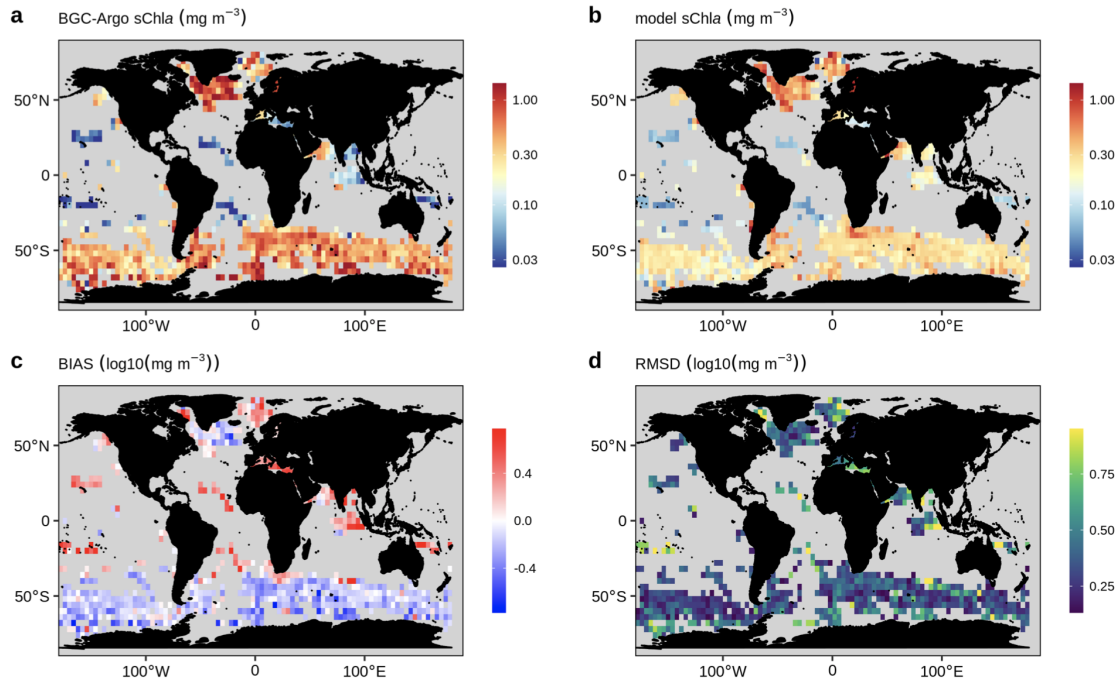 a BGC-Argo sChla (mg m⁻³)
50°N
0
50°S
100°W 0 100°E
1.00
0.30
0.10
0.03
b model sChla (mg m⁻³)
50°N
0
50°S
100°W 0 100°E
1.00
0.30
0.10
0.03
c BIAS (log10(mg m⁻³))
50°N
0
50°S
100°W 0 100°E
0.4
0.0
-0.4
d RMSD (log10(mg m⁻³))
50°N
0
50°S
100°W 0 100°E
0.75
0.50
0.25